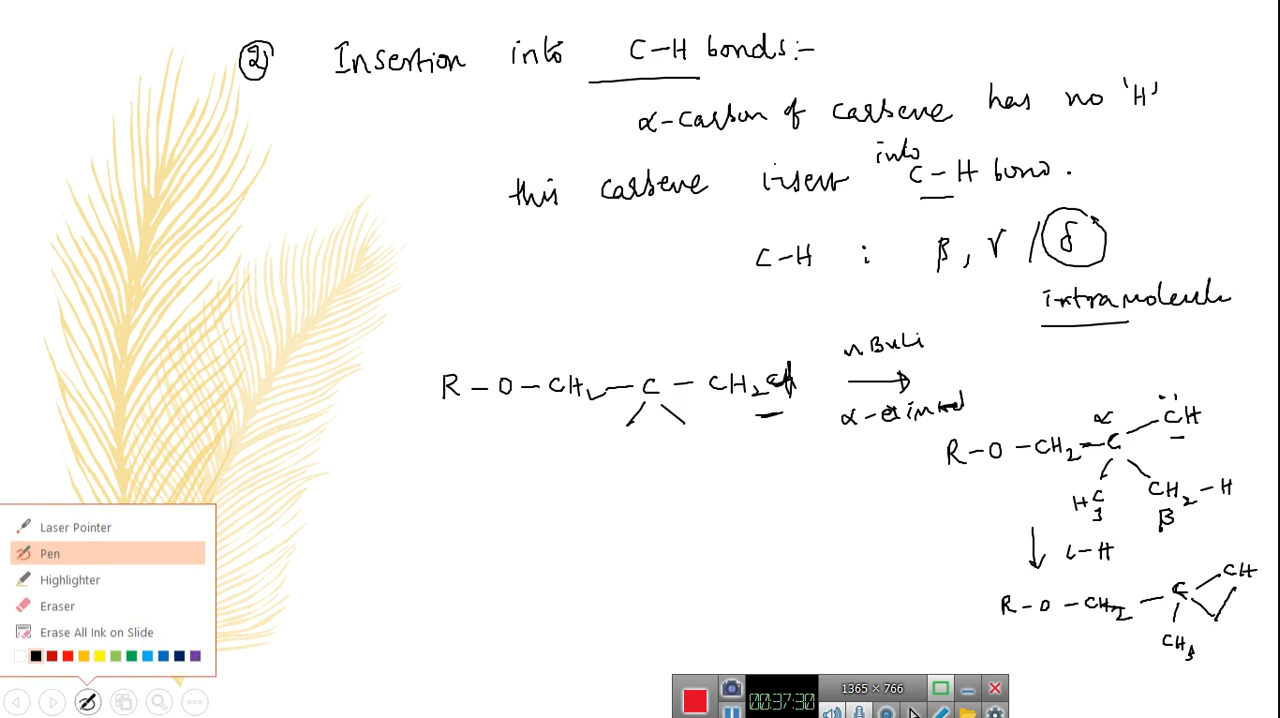 ② Insertion into C-H bonds:-
α-carbon of carbene has no 'H'
this carbene insert into C-H bond.
C-H : β, γ / δ
intramolecule
R-O-CH2-C-CH2Cl
nBuLi
α-elimted
R-O-CH2-C-CH
α
H3C
CH2-H
β
C-H
R-O-CH2-C-CH
CH3
Laser Pointer
Pen
Highlighter
Eraser
Erase All Ink on Slide
00:37:30
1365 × 766